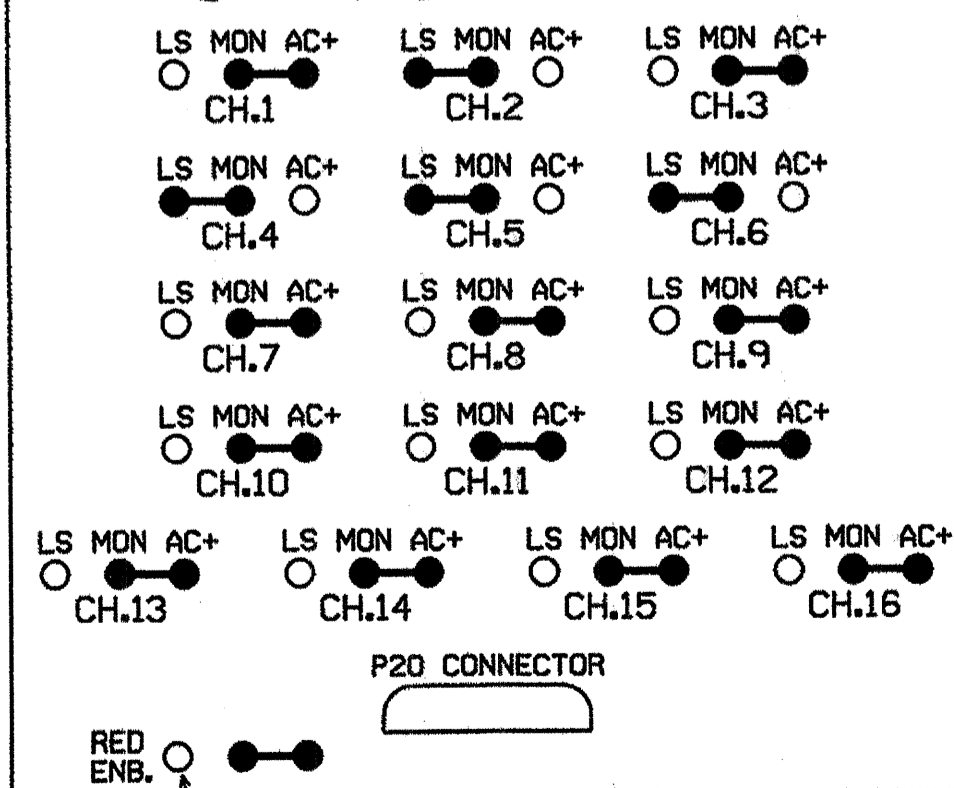 LS MON AC+ LS MON AC+ LS MON AC+
CH.1 CH.2 CH.3
LS MON AC+ LS MON AC+ LS MON AC+
CH.4 CH.5 CH.6
LS MON AC+ LS MON AC+ LS MON AC+
CH.7 CH.8 CH.9
LS MON AC+ LS MON AC+ LS MON AC+
CH.10 CH.11 CH.12
LS MON AC+ LS MON AC+ LS MON AC+ LS MON AC+
CH.13 CH.14 CH.15 CH.16
P20 CONNECTOR
RED
ENB.